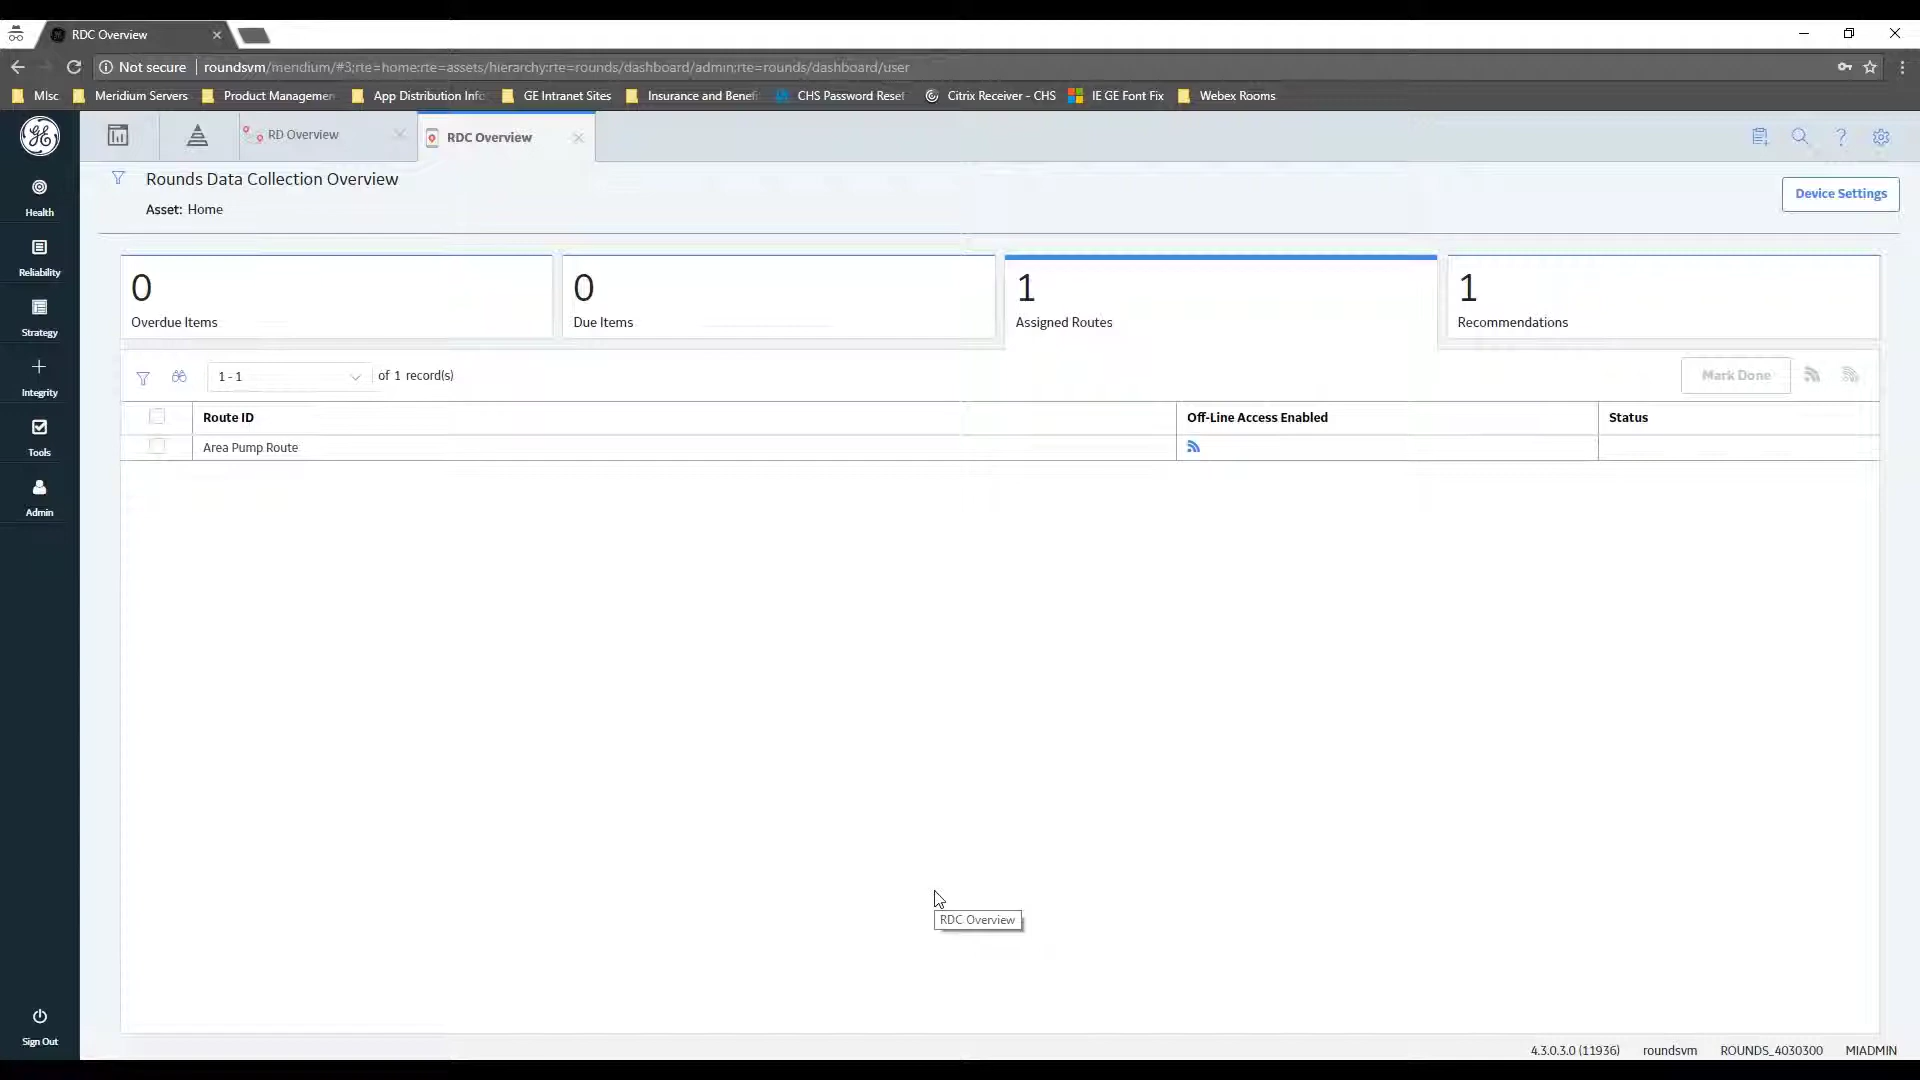 RDC Overview
Not secure roundsvm/meridium/#3;rte=home;rte=assets/hierarchy;rte=rounds/dashboard/admin;rte=rounds/dashboard/user
MIsc Meridium Servers Product Managemen App Distribution Info GE Intranet Sites Insurance and Benefi CHS Password Reset Citrix Receiver - CHS IE GE Font Fix Webex Rooms
RD Overview RDC Overview
Rounds Data Collection Overview
Device Settings
Asset: Home
Health
Reliability
Strategy
Integrity
Tools
Admin
Sign Out
0 0 1 1
Overdue Items Due Items Assigned Routes Recommendations
1 - 1 of 1 record(s) Mark Done
Route ID Off-Line Access Enabled Status
Area Pump Route
RDC Overview
4.3.0.3.0 (11936) roundsvm ROUNDS_4030300 MIADMIN